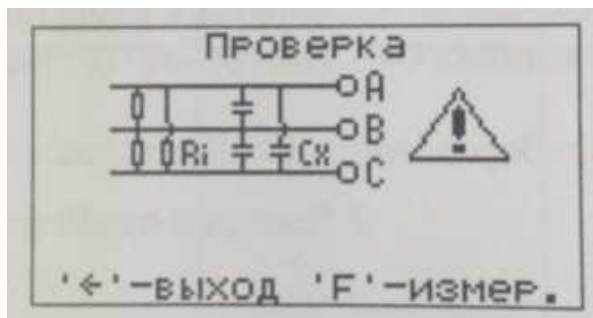 Проверка
A
B
Ri Cx
C
'←'-выход 'F'-измер.